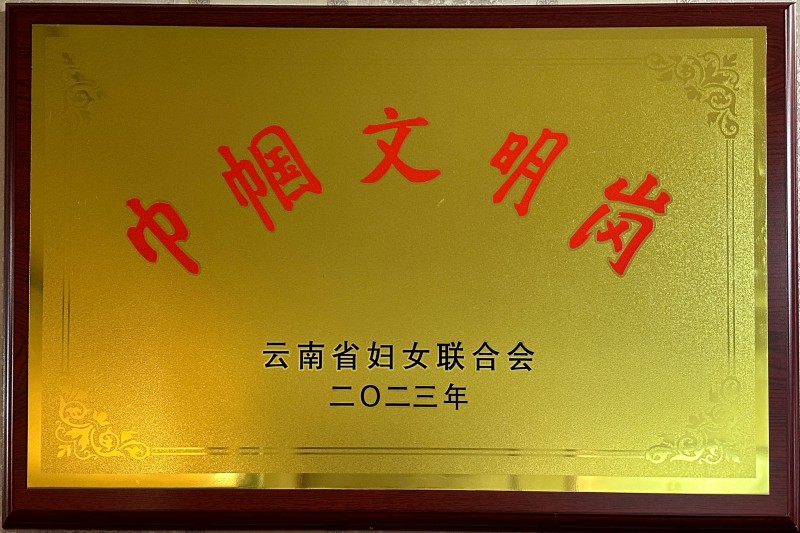 巾帼文明岗
云南省妇女联合会
二〇二三年